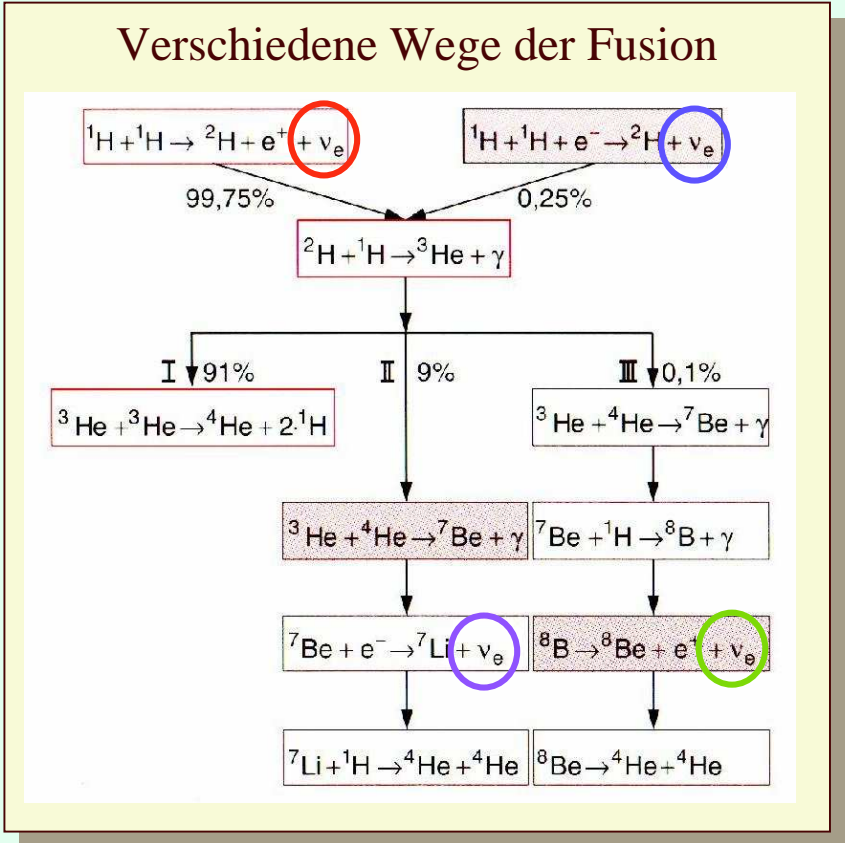 Verschiedene Wege der Fusion
¹H + ¹H → ²H + e⁺ + νₑ
¹H + ¹H + e⁻ → ²H + νₑ
99,75%
0,25%
²H + ¹H → ³He + γ
I 91%
II 9%
III 0,1%
³He + ³He → ⁴He + 2·¹H
³He + ⁴He → ⁷Be + γ
³He + ⁴He → ⁷Be + γ
⁷Be + ¹H → ⁸B + γ
⁷Be + e⁻ → ⁷Li + νₑ
⁸B → ⁸Be + e⁺ + νₑ
⁷Li + ¹H → ⁴He + ⁴He
⁸Be → ⁴He + ⁴He